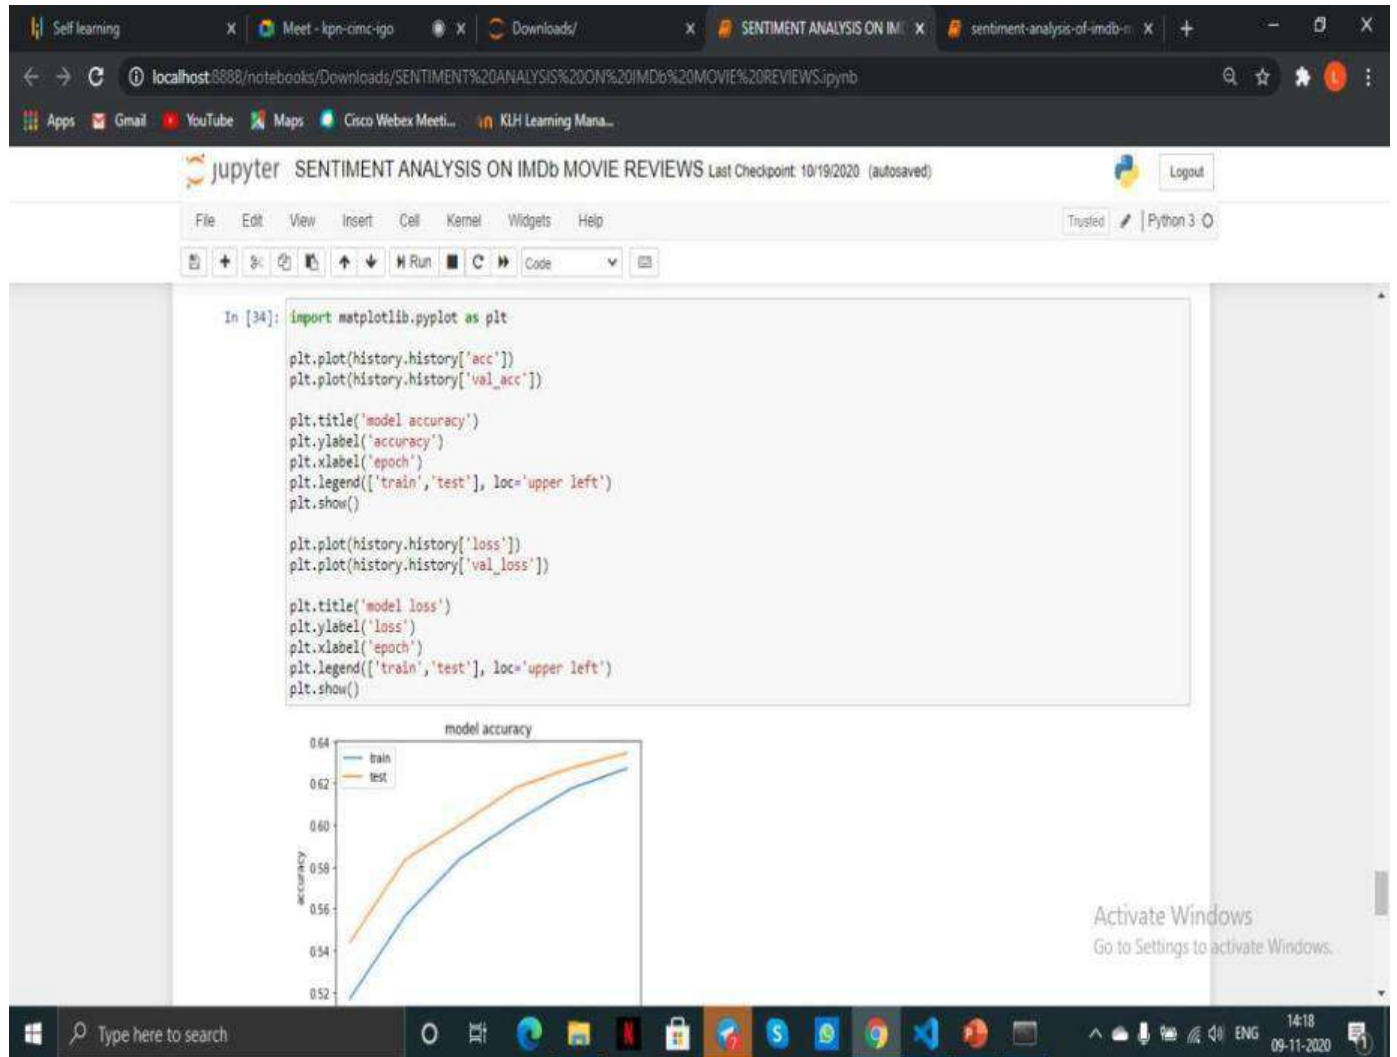 Self learning
Meet - kpn-cimc-igo
Downloads/
SENTIMENT ANALYSIS ON IM
sentiment-analysis-of-imdb-m
localhost:8888/notebooks/Downloads/SENTIMENT%20ANALYSIS%20ON%20IMDb%20MOVIE%20REVIEWS.ipynb
L
Apps
Gmail
YouTube
Maps
Cisco Webex Meeti...
KLH Learning Mana...
jupyter SENTIMENT ANALYSIS ON IMDb MOVIE REVIEWS Last Checkpoint: 10/19/2020 (autosaved)
Logout
File Edit View Insert Cell Kernel Widgets Help
Trusted
Python 3
Run
Code
In [34]: import matplotlib.pyplot as plt
plt.plot(history.history['acc'])
plt.plot(history.history['val_acc'])
plt.title('model accuracy')
plt.ylabel('accuracy')
plt.xlabel('epoch')
plt.legend(['train','test'], loc='upper left')
plt.show()
plt.plot(history.history['loss'])
plt.plot(history.history['val_loss'])
plt.title('model loss')
plt.ylabel('loss')
plt.xlabel('epoch')
plt.legend(['train','test'], loc='upper left')
plt.show()
model accuracy
train
test
0.64
0.62
0.60
0.58
0.56
0.54
0.52
accuracy
Activate Windows
Go to Settings to activate Windows.
Type here to search
ENG
14:18
09-11-2020